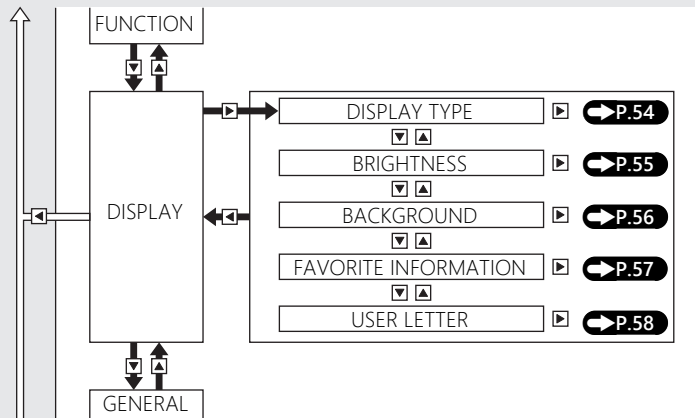 FUNCTION
DISPLAY
DISPLAY TYPE P.54
BRIGHTNESS P.55
BACKGROUND P.56
FAVORITE INFORMATION P.57
USER LETTER P.58
GENERAL